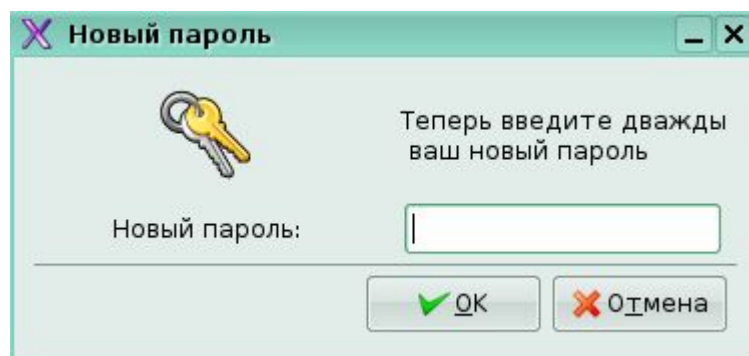 Новый пароль
Теперь введите дважды
ваш новый пароль
Новый пароль:
OK
Отмена